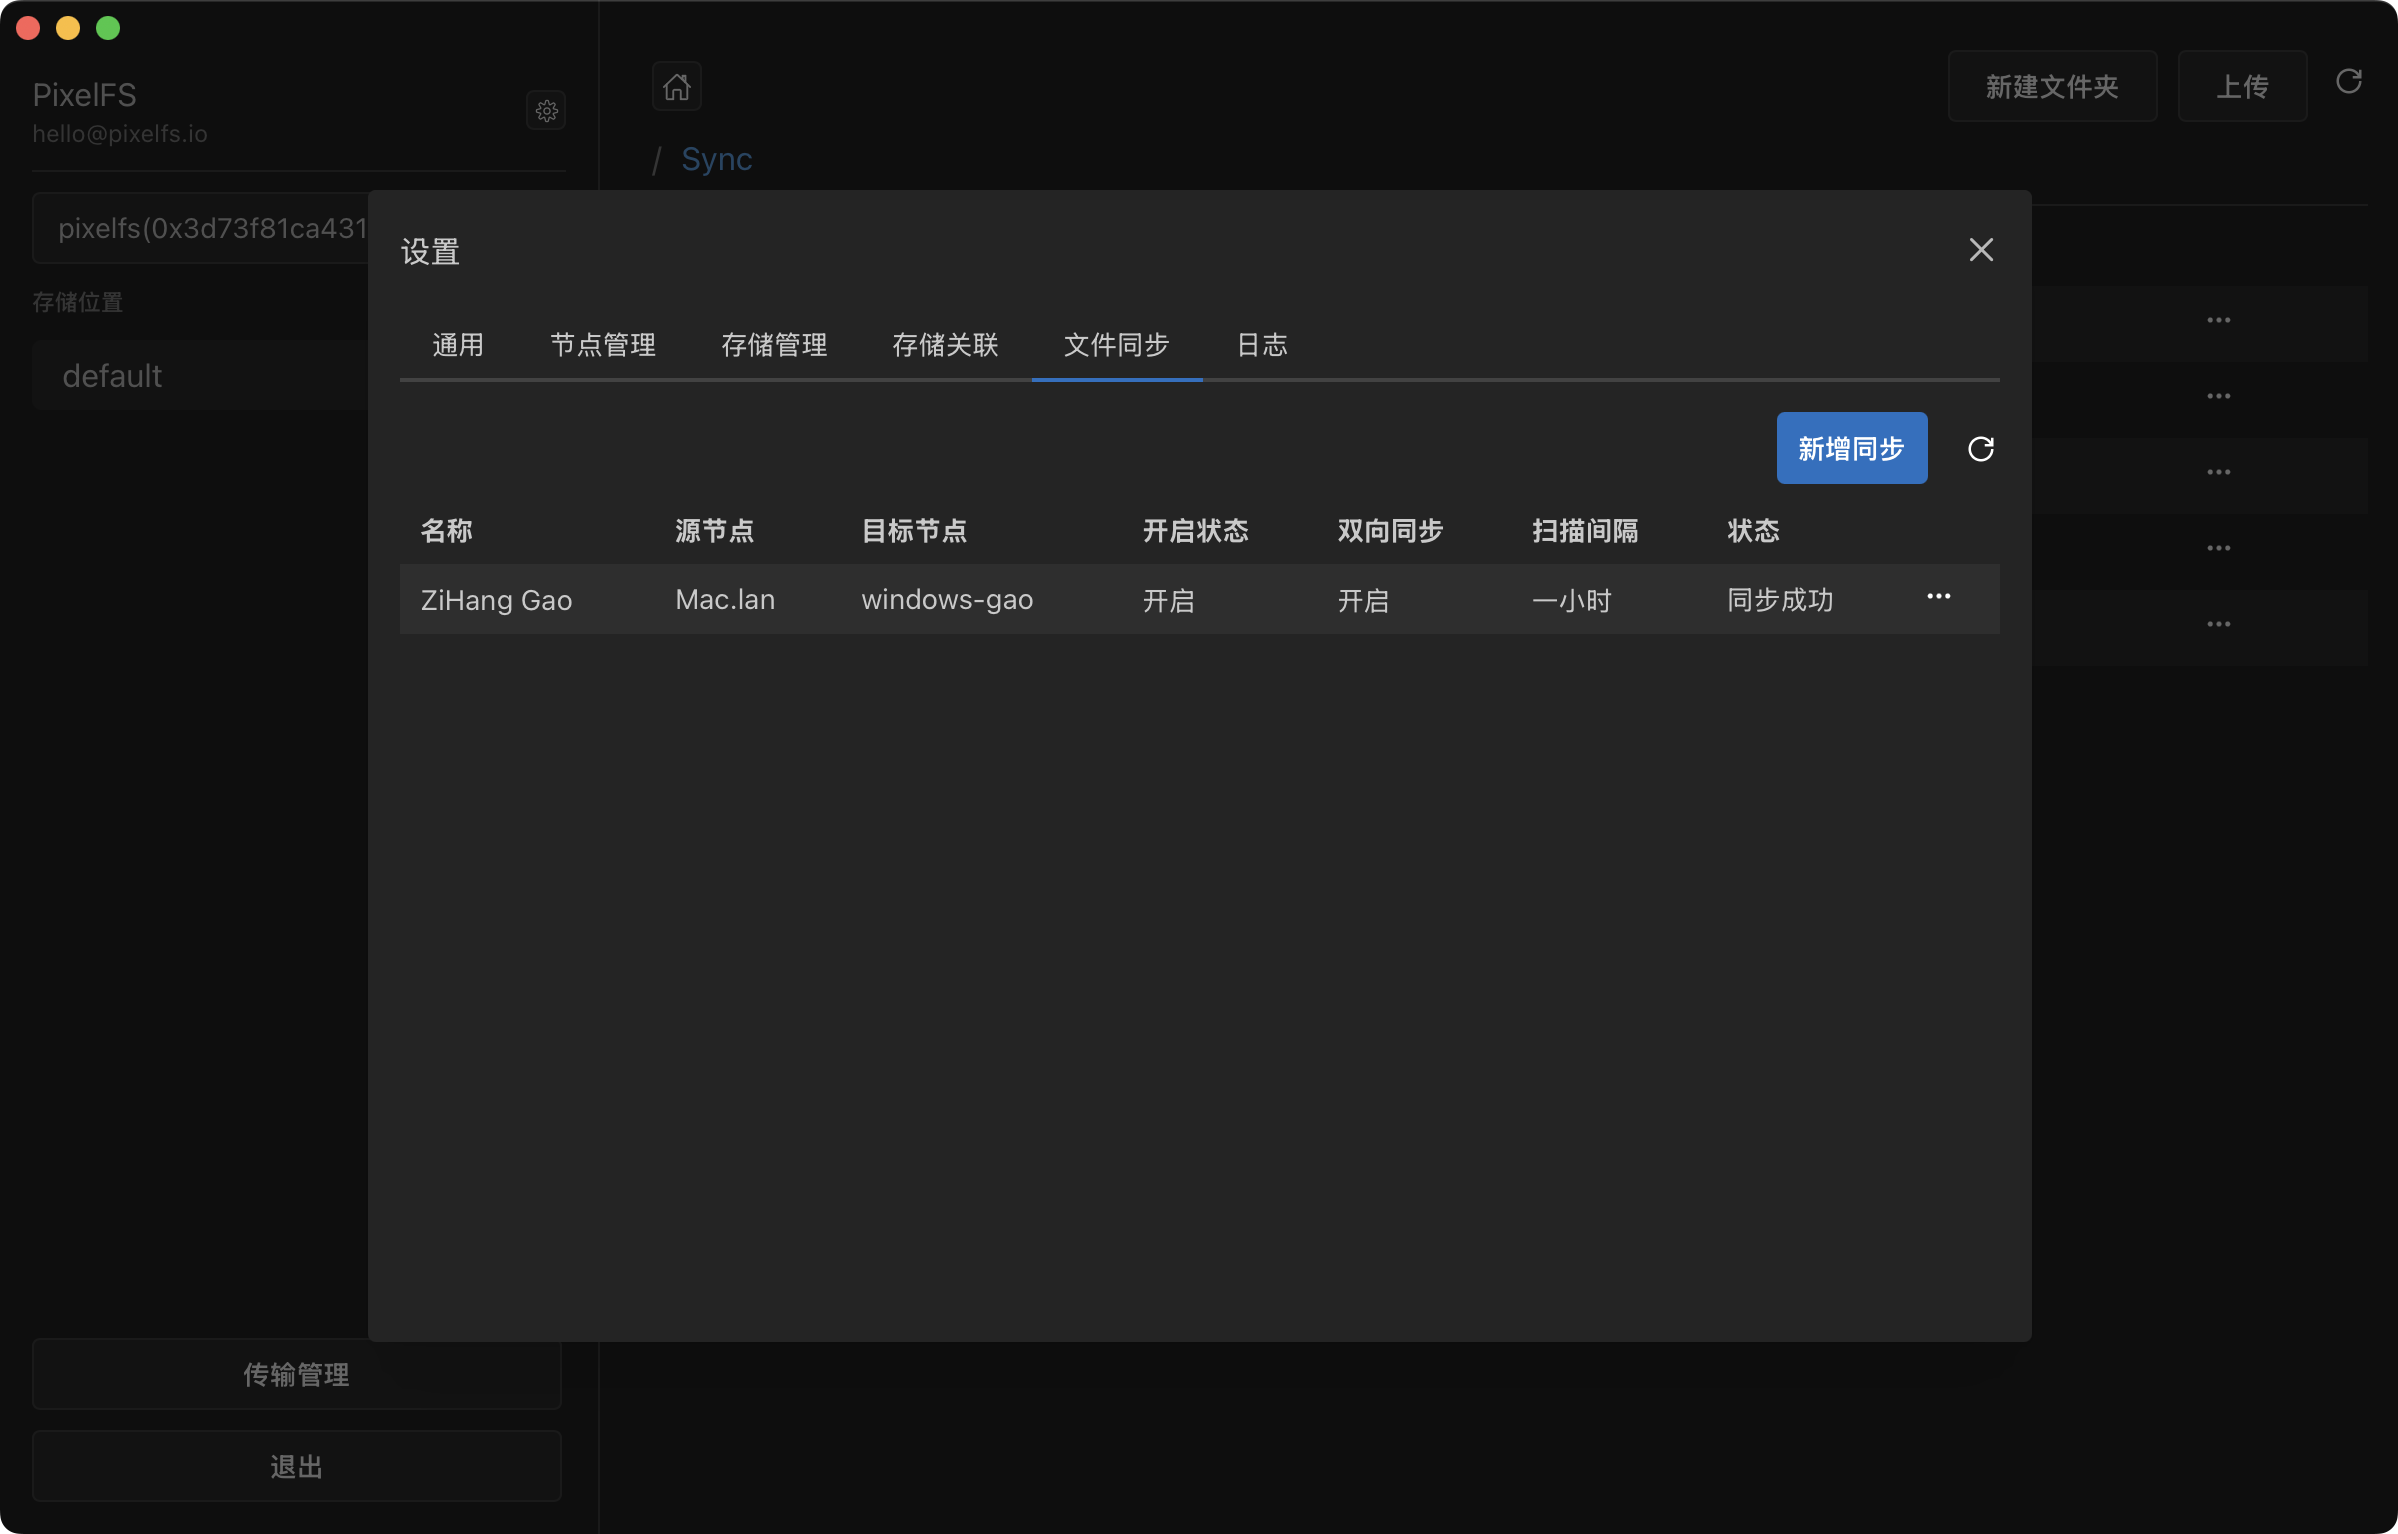 PixelFS
hello@pixelfs.io
新建文件夹
上传
/ Sync
pixelfs(0x3d73f81ca431
存储位置
default
设置
通用 节点管理 存储管理 存储关联 文件同步 日志
新增同步
名称 源节点 目标节点 开启状态 双向同步 扫描间隔 状态
ZiHang Gao Mac.lan windows-gao 开启 开启 一小时 同步成功
传输管理
退出